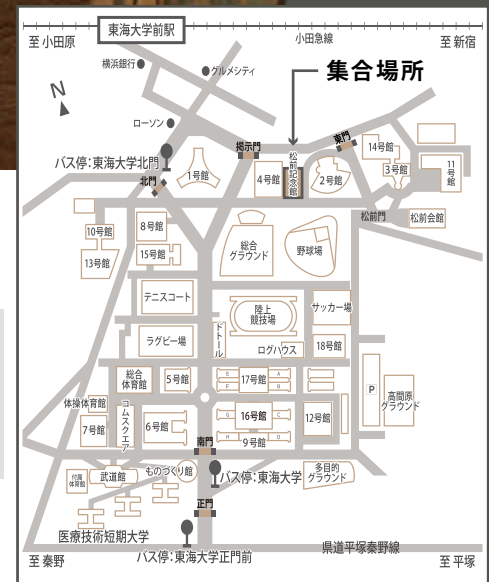 東海大学前駅
小田急線
至 小田原
至 新宿
横浜銀行
グルメシティ
集合場所
N
ローソン
掲示門
東門
14号館
バス停：東海大学北門
北門
1号館
4号館
松前記念館
2号館
3号館
11号館
松前門
松前会館
8号館
10号館
総合
グラウンド
野球場
15号館
13号館
テニスコート
陸上
競技場
サッカー場
ドトール
ラグビー場
ログハウス
18号館
総合
体育館
5号館
E
F
17号館
A
B
P
高間原
グラウンド
体操体育館
コムスクエア
7号館
6号館
G
16号館
C
12号館
H
9号館
D
南門
付属
体育館
武道館
ものつくり館
バス停：東海大学
多目的
グラウンド
正門
医療技術短期大学
県道平塚秦野線
至 秦野
バス停：東海大学正門前
至 平塚